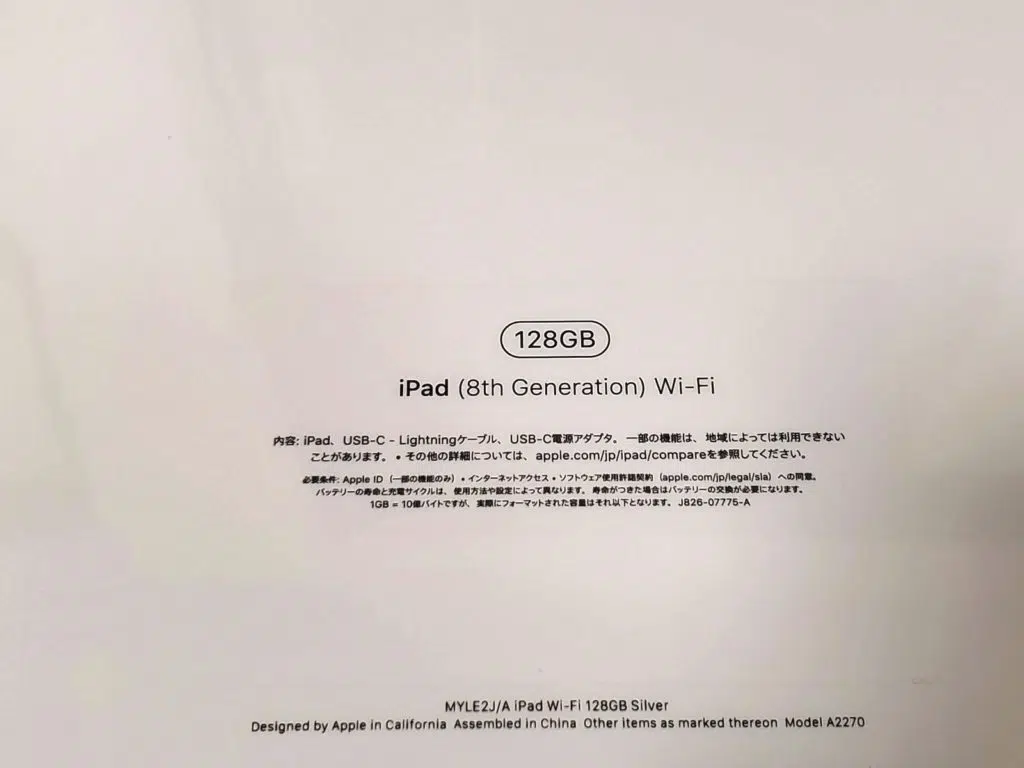 128GB
iPad (8th Generation) Wi-Fi
内容: iPad、USB-C - Lightningケーブル、USB-C電源アダプタ。一部の機能は、地域によっては利用できない
ことがあります。• その他の詳細については、apple.com/jp/ipad/compareを参照してください。
必要条件: Apple ID（一部の機能のみ）• インターネットアクセス • ソフトウェア使用許諾契約（apple.com/jp/legal/sla）への同意。
バッテリーの寿命と充電サイクルは、使用方法や設定によって異なります。寿命がつきた場合はバッテリーの交換が必要になります。
1GB = 10億バイトですが、実際にフォーマットされた容量はそれ以下となります。J826-07775-A
MYLE2J/A iPad Wi-Fi 128GB Silver
Designed by Apple in California Assembled in China Other items as marked thereon Model A2270